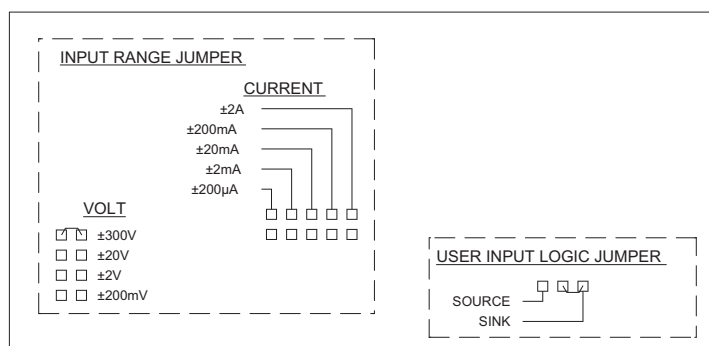 INPUT RANGE JUMPER
CURRENT
±2A
±200mA
±20mA
±2mA
±200µA
VOLT
±300V
±20V
±2V
±200mV
USER INPUT LOGIC JUMPER
SOURCE
SINK